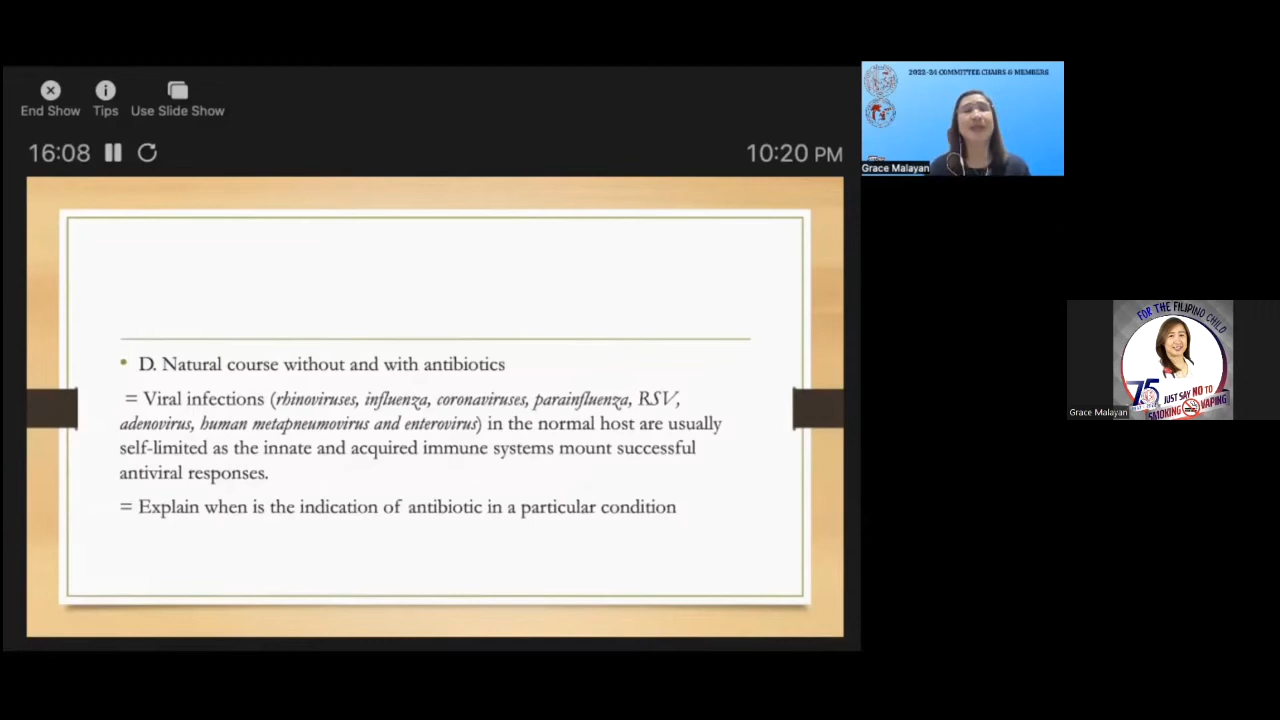 End Show Tips Use Slide Show
16:08
10:20 PM
• D. Natural course without and with antibiotics
= Viral infections (rhinoviruses, influenza, coronaviruses, parainfluenza, RSV,
adenovirus, human metapneumovirus and enterovirus) in the normal host are usually
self-limited as the innate and acquired immune systems mount successful
antiviral responses.
= Explain when is the indication of antibiotic in a particular condition
2022-24 COMMITTEE CHAIRS & MEMBERS
Grace Malayan
FOR THE FILIPINO CHILD
75
JUST SAY NO TO
SMOKING VAPING
Grace Malayan